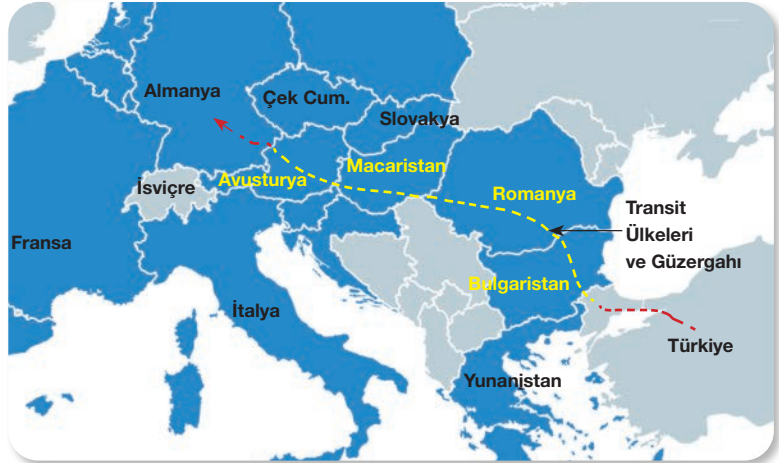 Almanya
Çek Cum.
Slovakya
Macaristan
Avusturya
İsviçre
Romanya
Transit
Ülkeleri
ve Güzergahı
Fransa
Bulgaristan
İtalya
Türkiye
Yunanistan